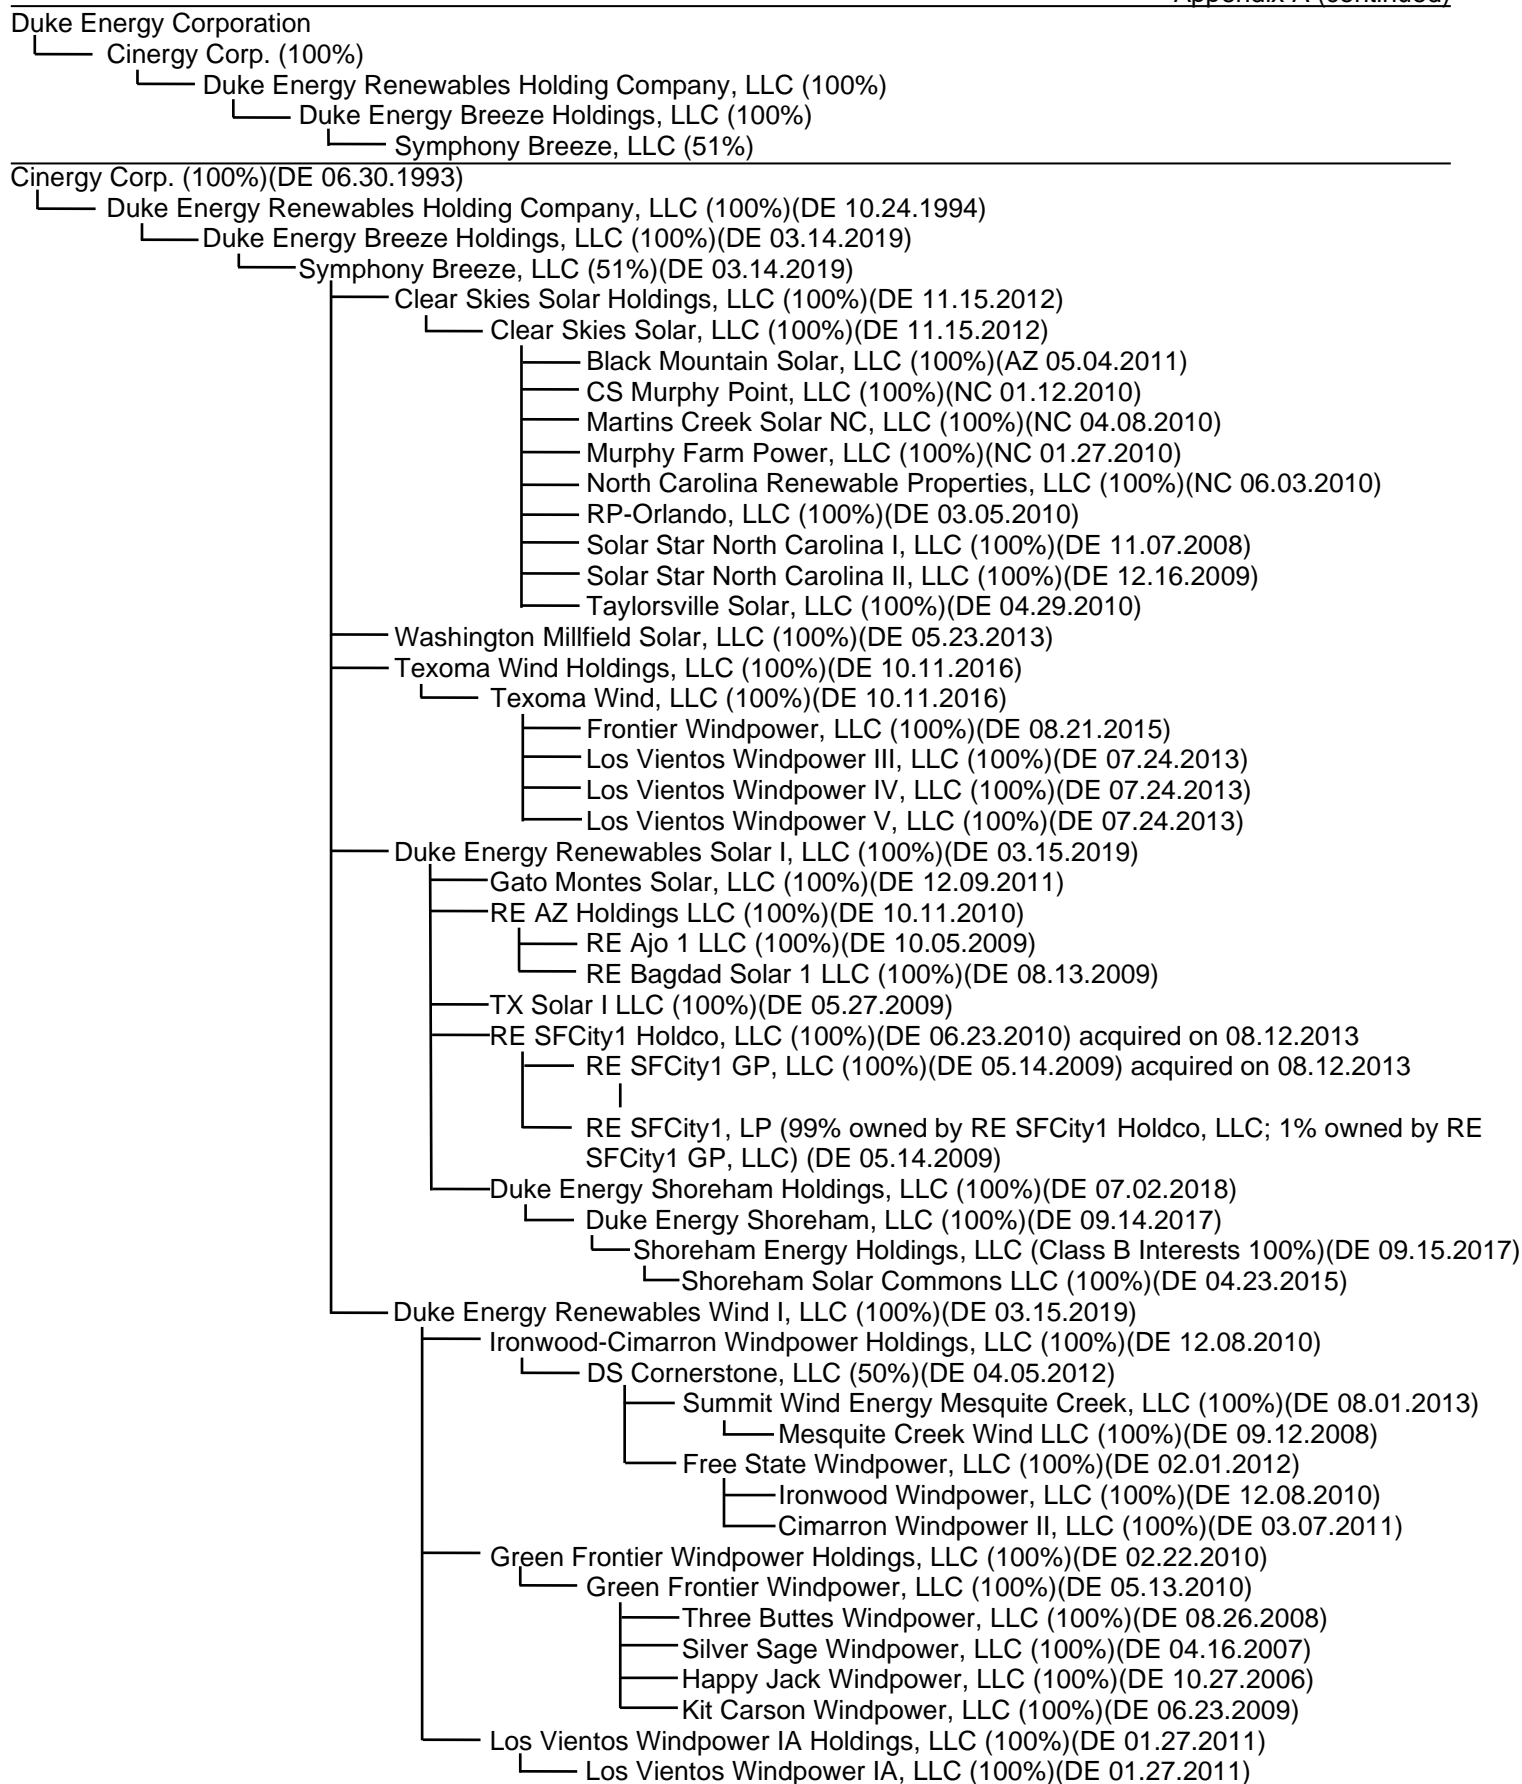 Appendix A (continued)
Duke Energy Corporation
Cinergy Corp. (100%)
Duke Energy Renewables Holding Company, LLC (100%)
Duke Energy Breeze Holdings, LLC (100%)
Symphony Breeze, LLC (51%)
Cinergy Corp. (100%)(DE 06.30.1993)
Duke Energy Renewables Holding Company, LLC (100%)(DE 10.24.1994)
Duke Energy Breeze Holdings, LLC (100%)(DE 03.14.2019)
Symphony Breeze, LLC (51%)(DE 03.14.2019)
Clear Skies Solar Holdings, LLC (100%)(DE 11.15.2012)
Clear Skies Solar, LLC (100%)(DE 11.15.2012)
Black Mountain Solar, LLC (100%)(AZ 05.04.2011)
CS Murphy Point, LLC (100%)(NC 01.12.2010)
Martins Creek Solar NC, LLC (100%)(NC 04.08.2010)
Murphy Farm Power, LLC (100%)(NC 01.27.2010)
North Carolina Renewable Properties, LLC (100%)(NC 06.03.2010)
RP-Orlando, LLC (100%)(DE 03.05.2010)
Solar Star North Carolina I, LLC (100%)(DE 11.07.2008)
Solar Star North Carolina II, LLC (100%)(DE 12.16.2009)
Taylorsville Solar, LLC (100%)(DE 04.29.2010)
Washington Millfield Solar, LLC (100%)(DE 05.23.2013)
Texoma Wind Holdings, LLC (100%)(DE 10.11.2016)
Texoma Wind, LLC (100%)(DE 10.11.2016)
Frontier Windpower, LLC (100%)(DE 08.21.2015)
Los Vientos Windpower III, LLC (100%)(DE 07.24.2013)
Los Vientos Windpower IV, LLC (100%)(DE 07.24.2013)
Los Vientos Windpower V, LLC (100%)(DE 07.24.2013)
Duke Energy Renewables Solar I, LLC (100%)(DE 03.15.2019)
Gato Montes Solar, LLC (100%)(DE 12.09.2011)
RE AZ Holdings LLC (100%)(DE 10.11.2010)
RE Ajo 1 LLC (100%)(DE 10.05.2009)
RE Bagdad Solar 1 LLC (100%)(DE 08.13.2009)
TX Solar I LLC (100%)(DE 05.27.2009)
RE SFCity1 Holdco, LLC (100%)(DE 06.23.2010) acquired on 08.12.2013
RE SFCity1 GP, LLC (100%)(DE 05.14.2009) acquired on 08.12.2013
RE SFCity1, LP (99% owned by RE SFCity1 Holdco, LLC; 1% owned by RE
SFCity1 GP, LLC) (DE 05.14.2009)
Duke Energy Shoreham Holdings, LLC (100%)(DE 07.02.2018)
Duke Energy Shoreham, LLC (100%)(DE 09.14.2017)
Shoreham Energy Holdings, LLC (Class B Interests 100%)(DE 09.15.2017)
Shoreham Solar Commons LLC (100%)(DE 04.23.2015)
Duke Energy Renewables Wind I, LLC (100%)(DE 03.15.2019)
Ironwood-Cimarron Windpower Holdings, LLC (100%)(DE 12.08.2010)
DS Cornerstone, LLC (50%)(DE 04.05.2012)
Summit Wind Energy Mesquite Creek, LLC (100%)(DE 08.01.2013)
Mesquite Creek Wind LLC (100%)(DE 09.12.2008)
Free State Windpower, LLC (100%)(DE 02.01.2012)
Ironwood Windpower, LLC (100%)(DE 12.08.2010)
Cimarron Windpower II, LLC (100%)(DE 03.07.2011)
Green Frontier Windpower Holdings, LLC (100%)(DE 02.22.2010)
Green Frontier Windpower, LLC (100%)(DE 05.13.2010)
Three Buttes Windpower, LLC (100%)(DE 08.26.2008)
Silver Sage Windpower, LLC (100%)(DE 04.16.2007)
Happy Jack Windpower, LLC (100%)(DE 10.27.2006)
Kit Carson Windpower, LLC (100%)(DE 06.23.2009)
Los Vientos Windpower IA Holdings, LLC (100%)(DE 01.27.2011)
Los Vientos Windpower IA, LLC (100%)(DE 01.27.2011)